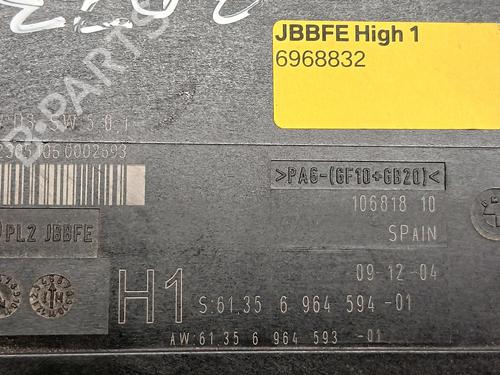 JBBFE High 1
6968832
>PA6-(GF10+GB20)<
106818 10
PL2 JBBFE
SPAIN
09-12-04
H1 S:61.35 6 964 594-01
AW:61.35 6 964 593 -01